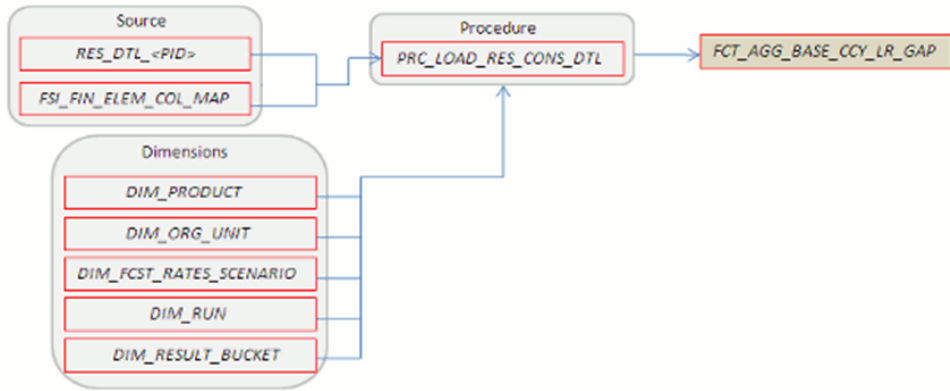 Source
RES_DTL_<PID>
FSI_FIN_ELEM_COL_MAP
Procedure
PRC_LOAD_RES_CONS_DTL
FCT_AGG_BASE_CCY_LR_GAP
Dimensions
DIM_PRODUCT
DIM_ORG_UNIT
DIM_FCST_RATES_SCENARIO
DIM_RUN
DIM_RESULT_BUCKET